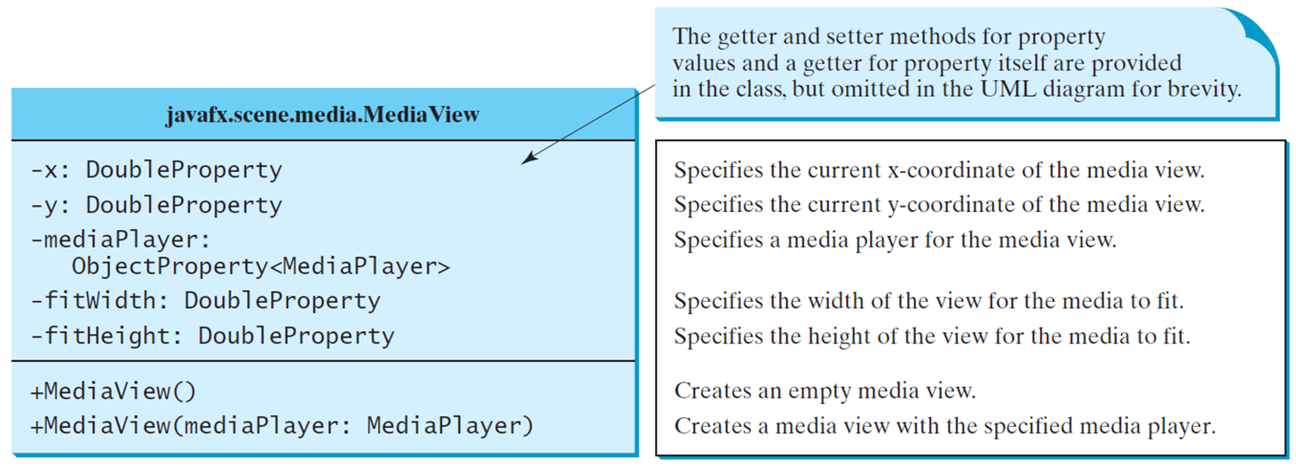 The getter and setter methods for property
values and a getter for property itself are provided
in the class, but omitted in the UML diagram for brevity.
javafx.scene.media.MediaView
-x: DoubleProperty
Specifies the current x-coordinate of the media view.
-y: DoubleProperty
Specifies the current y-coordinate of the media view.
-mediaPlayer:
Specifies a media player for the media view.
ObjectProperty<MediaPlayer>
-fitWidth: DoubleProperty
Specifies the width of the view for the media to fit.
-fitHeight: DoubleProperty
Specifies the height of the view for the media to fit.
+MediaView()
Creates an empty media view.
+MediaView(mediaPlayer: MediaPlayer)
Creates a media view with the specified media player.